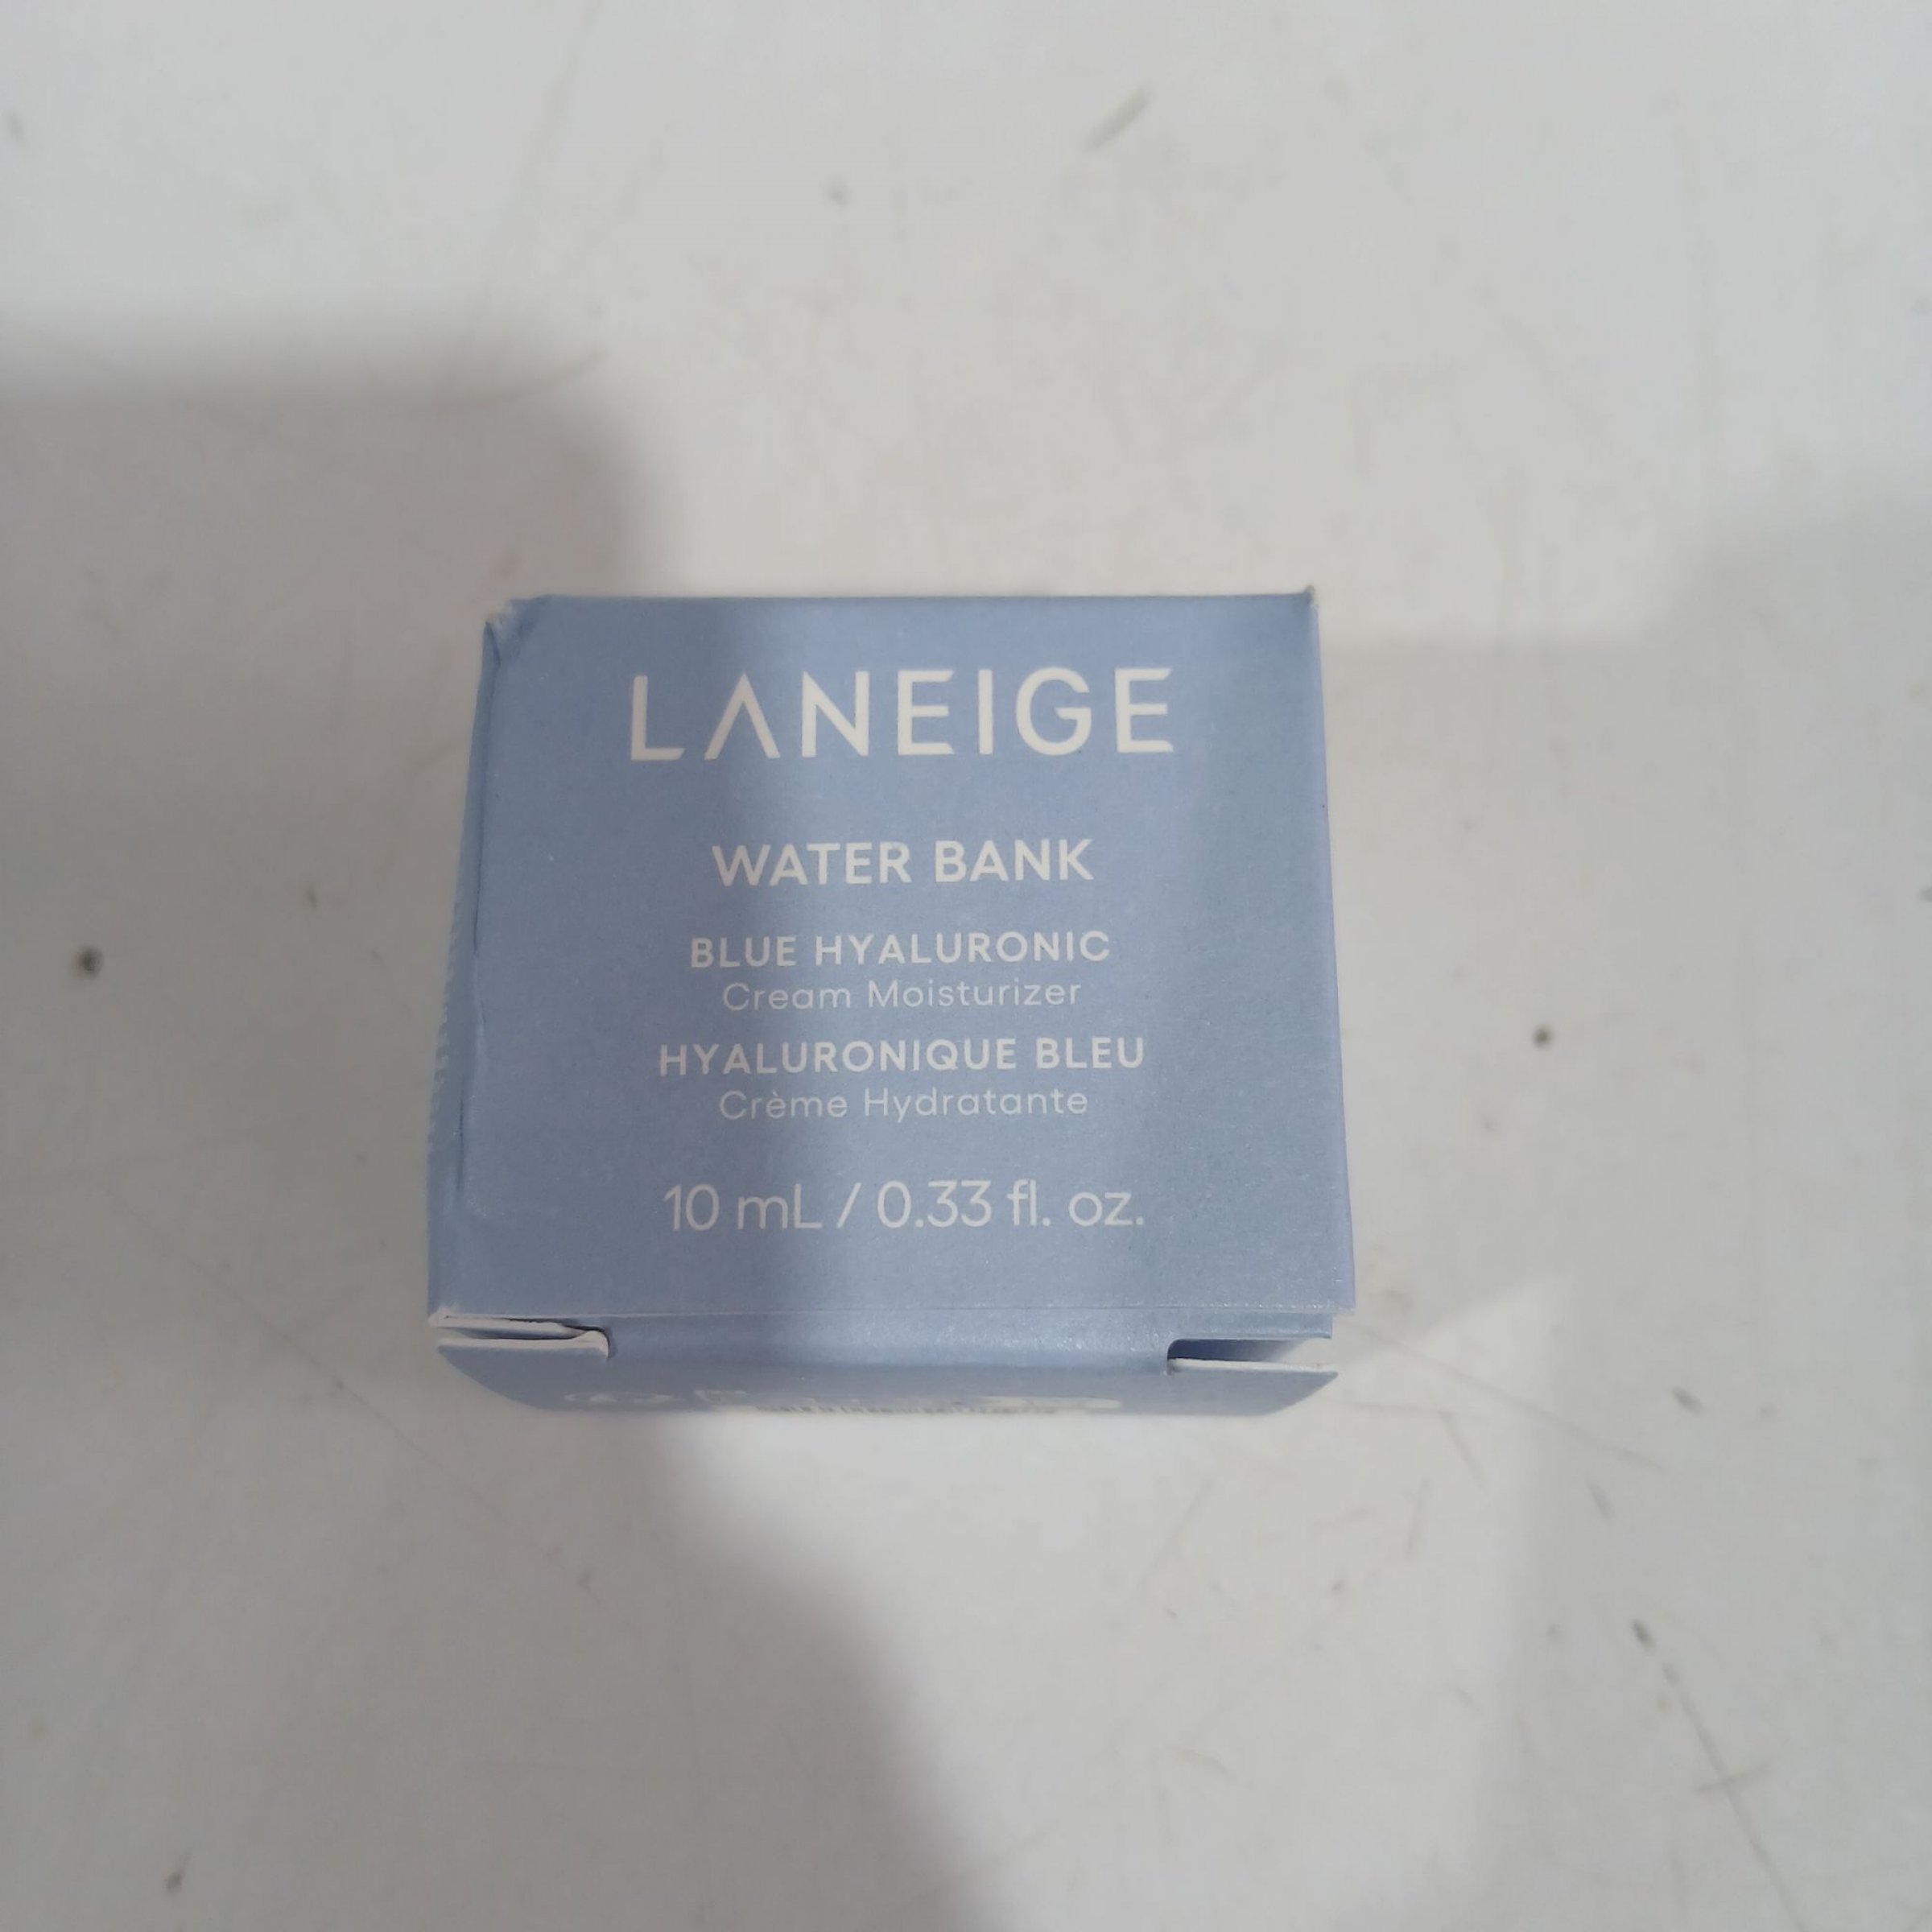 LANEIGE
WATER BANK
BLUE HYALURONIC
Cream Moisturizer
HYALURONIQUE BLEU
Crème Hydratante
10 mL / 0.33 fl. oz.